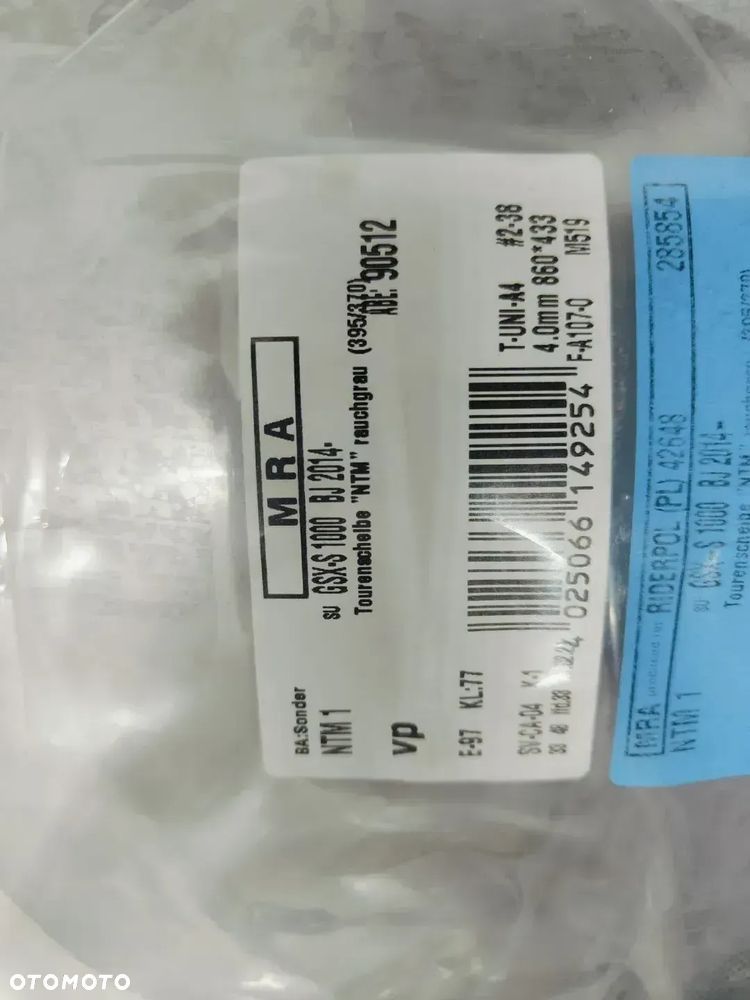 MRA
SU GSX-S 1000 BJ 2014-
Tourenscheibe "NTM" rauchgrau (395/370)
BA:Sonder
NTM 1
ABE: 90512
vp
E-97 KL:77
T-UNI-A4 #2-38
SV-CA-04 K-1
4.0mm 860*433
F-A107-0 M519
4 025066 149254
MRA RIDERPOL (PL) 42648 285854
NTM 1
SU GSX-S 1000 BJ 2014-
Tourenscheibe "NTM"
OTOMOTO